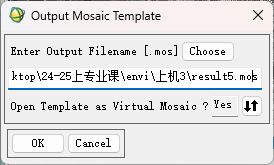 Output Mosaic Template
Enter Output Filename [.mos] Choose
ktop\24-25上专业课\envi\上机3\result5.mos
Open Template as Virtual Mosaic ? Yes
OK Cancel